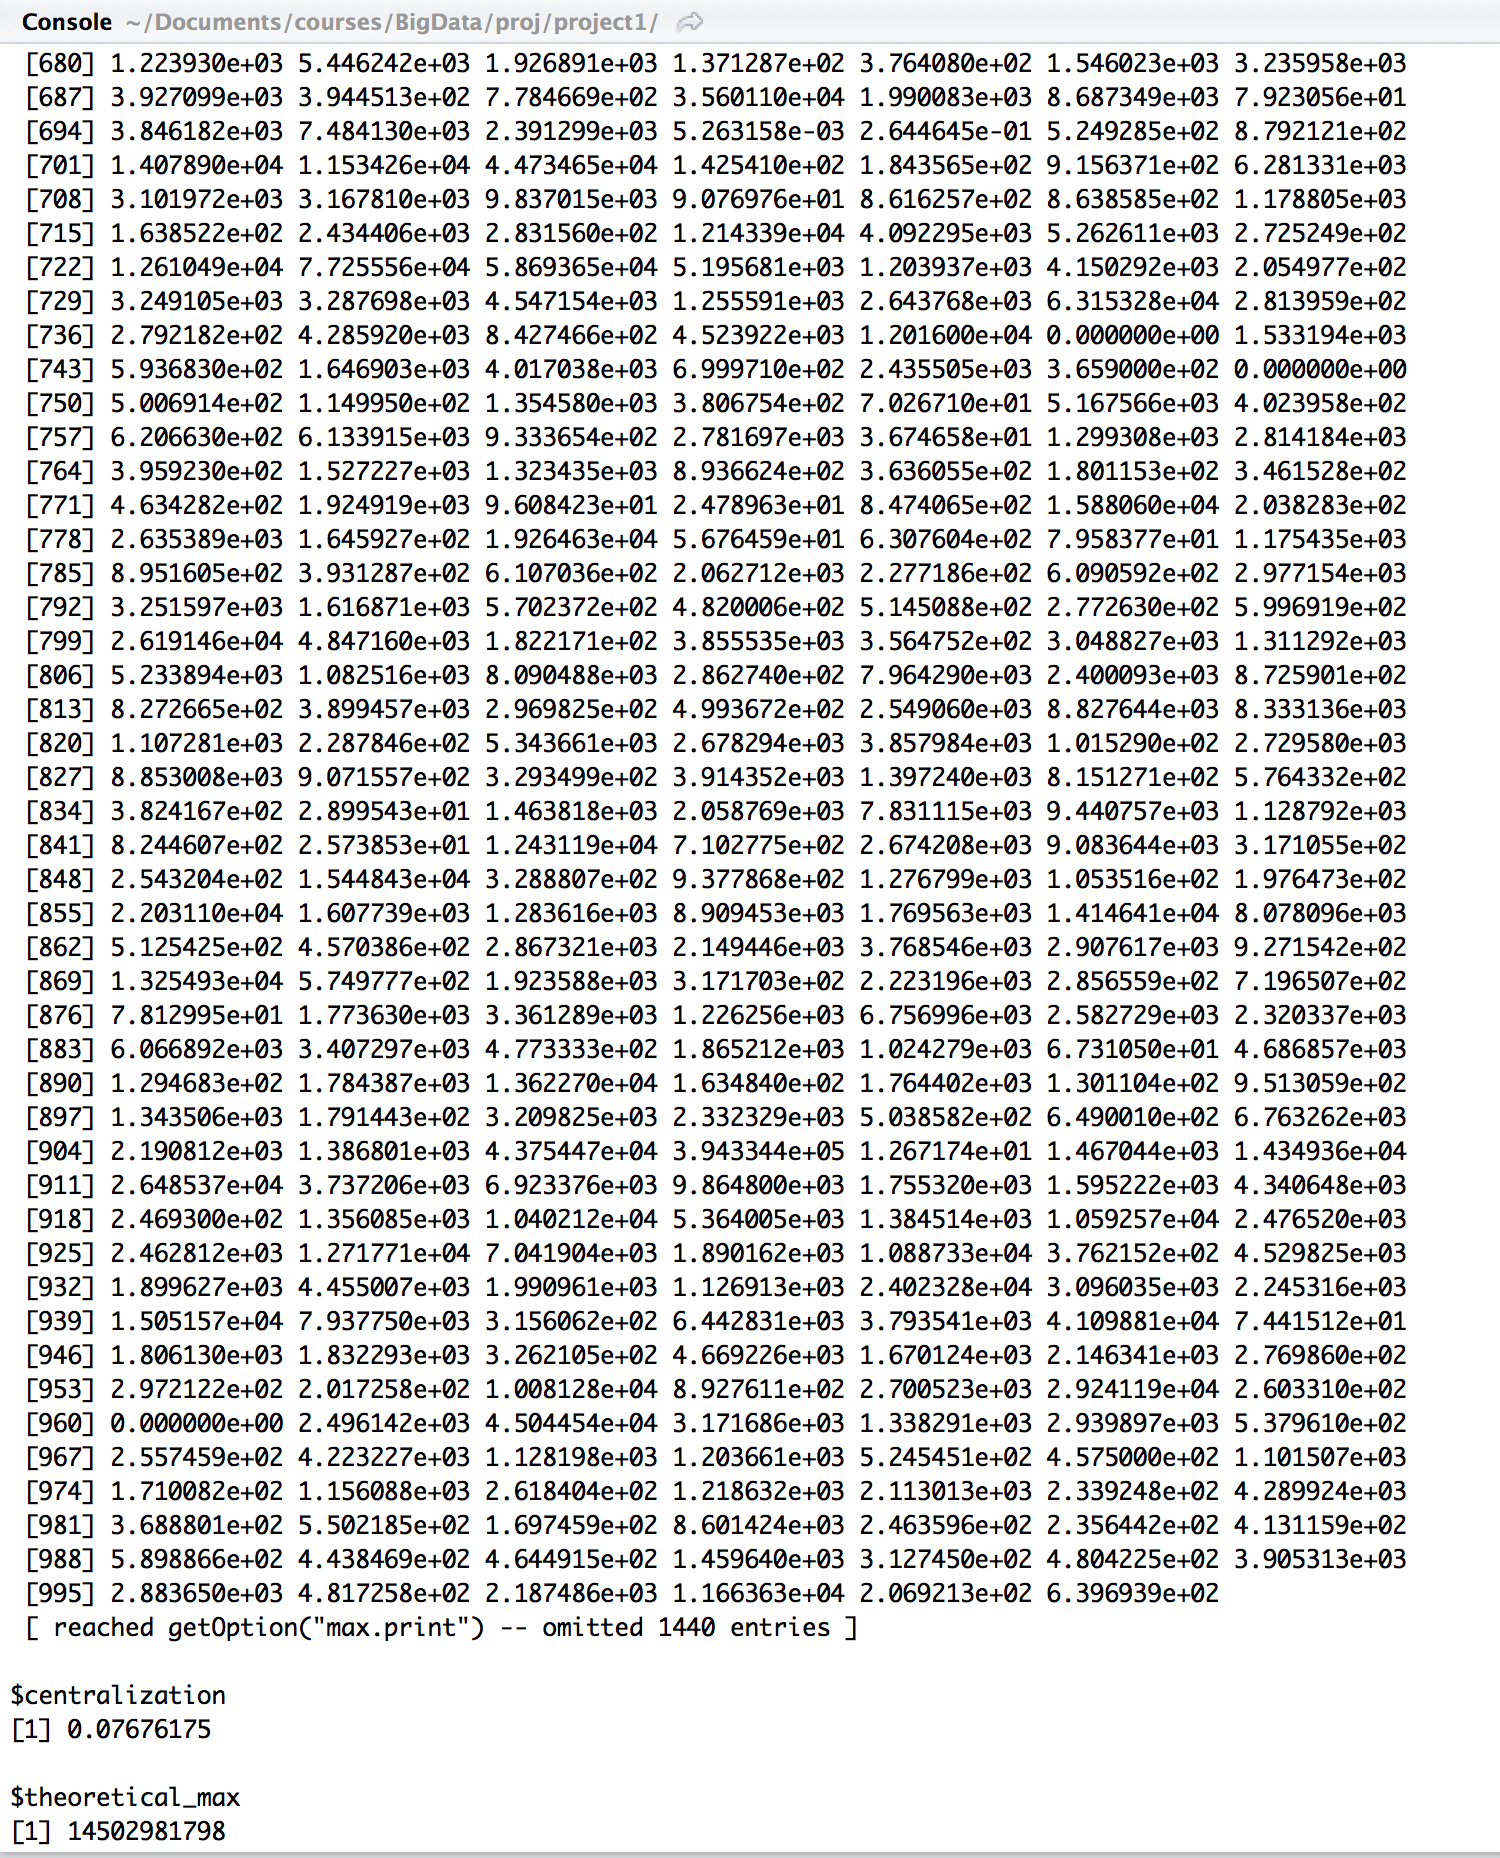 Console ~/Documents/courses/BigData/proj/project1/
[680] 1.223930e+03 5.446242e+03 1.926891e+03 1.371287e+02 3.764080e+02 1.546023e+03 3.235958e+03
[687] 3.927099e+03 3.944513e+02 7.784669e+02 3.560110e+04 1.990083e+03 8.687349e+03 7.923056e+01
[694] 3.846182e+03 7.484130e+03 2.391299e+03 5.263158e-03 2.644645e-01 5.249285e+02 8.792121e+02
[701] 1.407890e+04 1.153426e+04 4.473465e+04 1.425410e+02 1.843565e+02 9.156371e+02 6.281331e+03
[708] 3.101972e+03 3.167810e+03 9.837015e+03 9.076976e+01 8.616257e+02 8.638585e+02 1.178805e+03
[715] 1.638522e+02 2.434406e+03 2.831560e+02 1.214339e+04 4.092295e+03 5.262611e+03 2.725249e+02
[722] 1.261049e+04 7.725556e+04 5.869365e+04 5.195681e+03 1.203937e+03 4.150292e+03 2.054977e+02
[729] 3.249105e+03 3.287698e+03 4.547154e+03 1.255591e+03 2.643768e+03 6.315328e+04 2.813959e+02
[736] 2.792182e+02 4.285920e+03 8.427466e+02 4.523922e+03 1.201600e+04 0.000000e+00 1.533194e+03
[743] 5.936830e+02 1.646903e+03 4.017038e+03 6.999710e+02 2.435505e+03 3.659000e+02 0.000000e+00
[750] 5.006914e+02 1.149950e+02 1.354580e+03 3.806754e+02 7.026710e+01 5.167566e+03 4.023958e+02
[757] 6.206630e+02 6.133915e+03 9.333654e+02 2.781697e+03 3.674658e+01 1.299308e+03 2.814184e+03
[764] 3.959230e+02 1.527227e+03 1.323435e+03 8.936624e+02 3.636055e+02 1.801153e+02 3.461528e+02
[771] 4.634282e+02 1.924919e+03 9.608423e+01 2.478963e+01 8.474065e+02 1.588060e+04 2.038283e+02
[778] 2.635389e+03 1.645927e+02 1.926463e+04 5.676459e+01 6.307604e+02 7.958377e+01 1.175435e+03
[785] 8.951605e+02 3.931287e+02 6.107036e+02 2.062712e+03 2.277186e+02 6.090592e+02 2.977154e+03
[792] 3.251597e+03 1.616871e+03 5.702372e+02 4.820006e+02 5.145088e+02 2.772630e+02 5.996919e+02
[799] 2.619146e+04 4.847160e+03 1.822171e+02 3.855535e+03 3.564752e+02 3.048827e+03 1.311292e+03
[806] 5.233894e+03 1.082516e+03 8.090488e+03 2.862740e+02 7.964290e+03 2.400093e+03 8.725901e+02
[813] 8.272665e+02 3.899457e+03 2.969825e+02 4.993672e+02 2.549060e+03 8.827644e+03 8.333136e+03
[820] 1.107281e+03 2.287846e+02 5.343661e+03 2.678294e+03 3.857984e+03 1.015290e+02 2.729580e+03
[827] 8.853008e+03 9.071557e+02 3.293499e+02 3.914352e+03 1.397240e+03 8.151271e+02 5.764332e+02
[834] 3.824167e+02 2.899543e+01 1.463818e+03 2.058769e+03 7.831115e+03 9.440757e+03 1.128792e+03
[841] 8.244607e+02 2.573853e+01 1.243119e+04 7.102775e+02 2.674208e+03 9.083644e+03 3.171055e+02
[848] 2.543204e+02 1.544843e+04 3.288807e+02 9.377868e+02 1.276799e+03 1.053516e+02 1.976473e+02
[855] 2.203110e+04 1.607739e+03 1.283616e+03 8.909453e+03 1.769563e+03 1.414641e+04 8.078096e+03
[862] 5.125425e+02 4.570386e+02 2.867321e+03 2.149446e+03 3.768546e+03 2.907617e+03 9.271542e+02
[869] 1.325493e+04 5.749777e+02 1.923588e+03 3.171703e+02 2.223196e+03 2.856559e+02 7.196507e+02
[876] 7.812995e+01 1.773630e+03 3.361289e+03 1.226256e+03 6.756996e+03 2.582729e+03 2.320337e+03
[883] 6.066892e+03 3.407297e+03 4.773333e+02 1.865212e+03 1.024279e+03 6.731050e+01 4.686857e+03
[890] 1.294683e+02 1.784387e+03 1.362270e+04 1.634840e+02 1.764402e+03 1.301104e+02 9.513059e+02
[897] 1.343506e+03 1.791443e+02 3.209825e+03 2.332329e+03 5.038582e+02 6.490010e+02 6.763262e+03
[904] 2.190812e+03 1.386801e+03 4.375447e+04 3.943344e+05 1.267174e+01 1.467044e+03 1.434936e+04
[911] 2.648537e+04 3.737206e+03 6.923376e+03 9.864800e+03 1.755320e+03 1.595222e+03 4.340648e+03
[918] 2.469300e+02 1.356085e+03 1.040212e+04 5.364005e+03 1.384514e+03 1.059257e+04 2.476520e+03
[925] 2.462812e+03 1.271771e+04 7.041904e+03 1.890162e+03 1.088733e+04 3.762152e+02 4.529825e+03
[932] 1.899627e+03 4.455007e+03 1.990961e+03 1.126913e+03 2.402328e+04 3.096035e+03 2.245316e+03
[939] 1.505157e+04 7.937750e+03 3.156062e+02 6.442831e+03 3.793541e+03 4.109881e+04 7.441512e+01
[946] 1.806130e+03 1.832293e+03 3.262105e+02 4.669226e+03 1.670124e+03 2.146341e+03 2.769860e+02
[953] 2.972122e+02 2.017258e+02 1.008128e+04 8.927611e+02 2.700523e+03 2.924119e+04 2.603310e+02
[960] 0.000000e+00 2.496142e+03 4.504454e+04 3.171686e+03 1.338291e+03 2.939897e+03 5.379610e+02
[967] 2.557459e+02 4.223227e+03 1.128198e+03 1.203661e+03 5.245451e+02 4.575000e+02 1.101507e+03
[974] 1.710082e+02 1.156088e+03 2.618404e+02 1.218632e+03 2.113013e+03 2.339248e+02 4.289924e+03
[981] 3.688801e+02 5.502185e+02 1.697459e+02 8.601424e+03 2.463596e+02 2.356442e+02 4.131159e+02
[988] 5.898866e+02 4.438469e+02 4.644915e+02 1.459640e+03 3.127450e+02 4.804225e+02 3.905313e+03
[995] 2.883650e+03 4.817258e+02 2.187486e+03 1.166363e+04 2.069213e+02 6.396939e+02
[ reached getOption("max.print") -- omitted 1440 entries ]
$centralization
[1] 0.07676175
$theoretical_max
[1] 14502981798